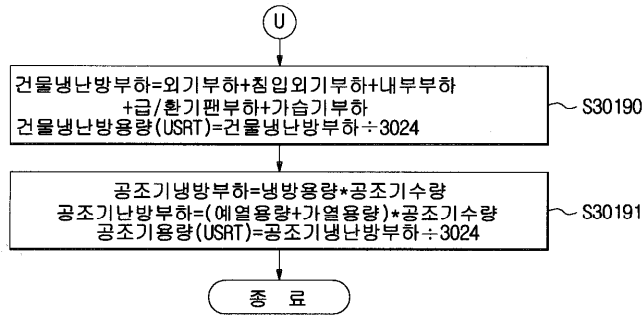 U
건물냉난방부하=외기부하+침입외기부하+내부부하
+급/환기팬부하+가습기부하
건물냉난방용량(USRT)=건물냉난방부하÷3024
S30190
공조기냉방부하=냉방용량*공조기수량
공조기난방부하=(예열용량+가열용량)*공조기수량
공조기용량(USRT)=공조기냉난방부하÷3024
S30191
종 료